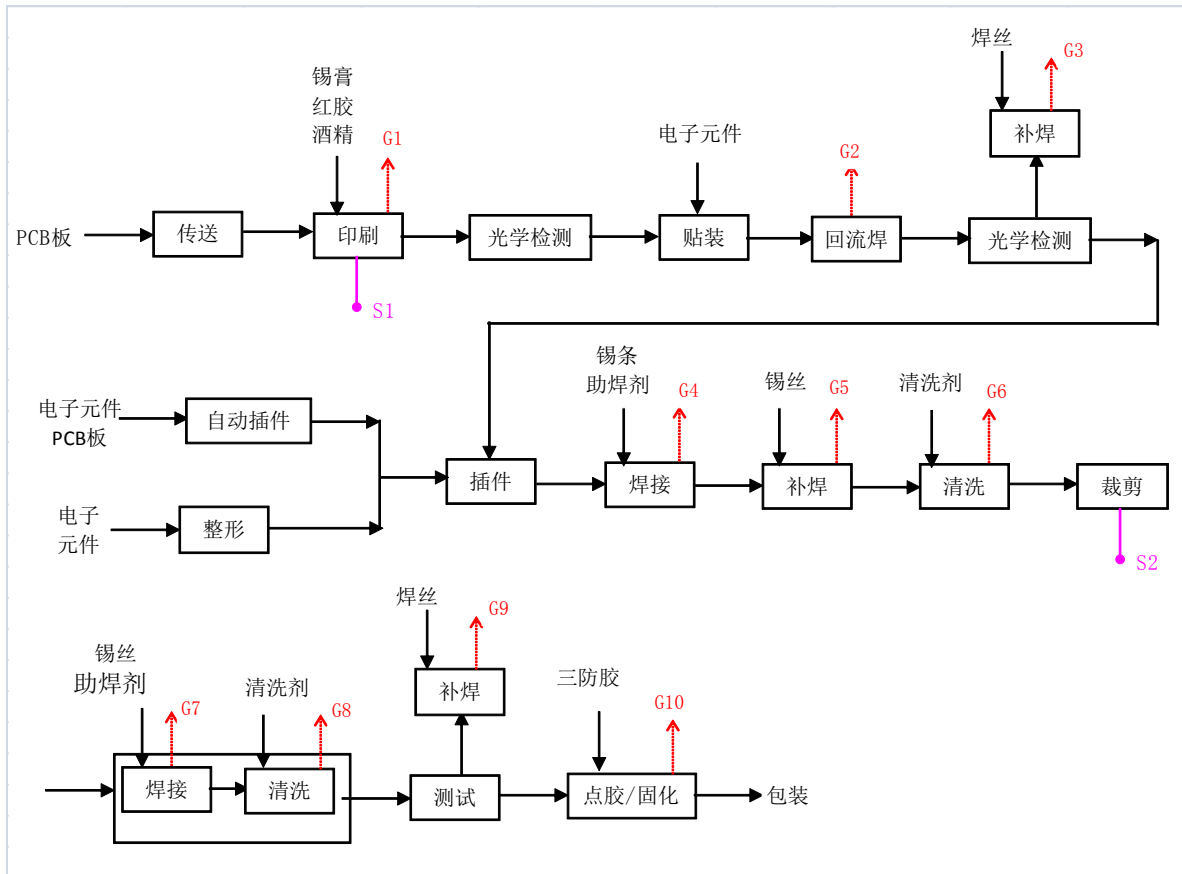 焊丝
G3
锡膏
红胶
酒精
G1
电子元件
G2
补焊
PCB板
传送
印刷
光学检测
贴装
回流焊
光学检测
S1
锡条
助焊剂
G4
锡丝
G5
清洗剂
G6
电子元件
PCB板
自动插件
插件
焊接
补焊
清洗
裁剪
电子
元件
整形
S2
焊丝
G9
锡丝
助焊剂
G7
清洗剂
G8
补焊
三防胶
G10
焊接
清洗
测试
点胶/固化
包装